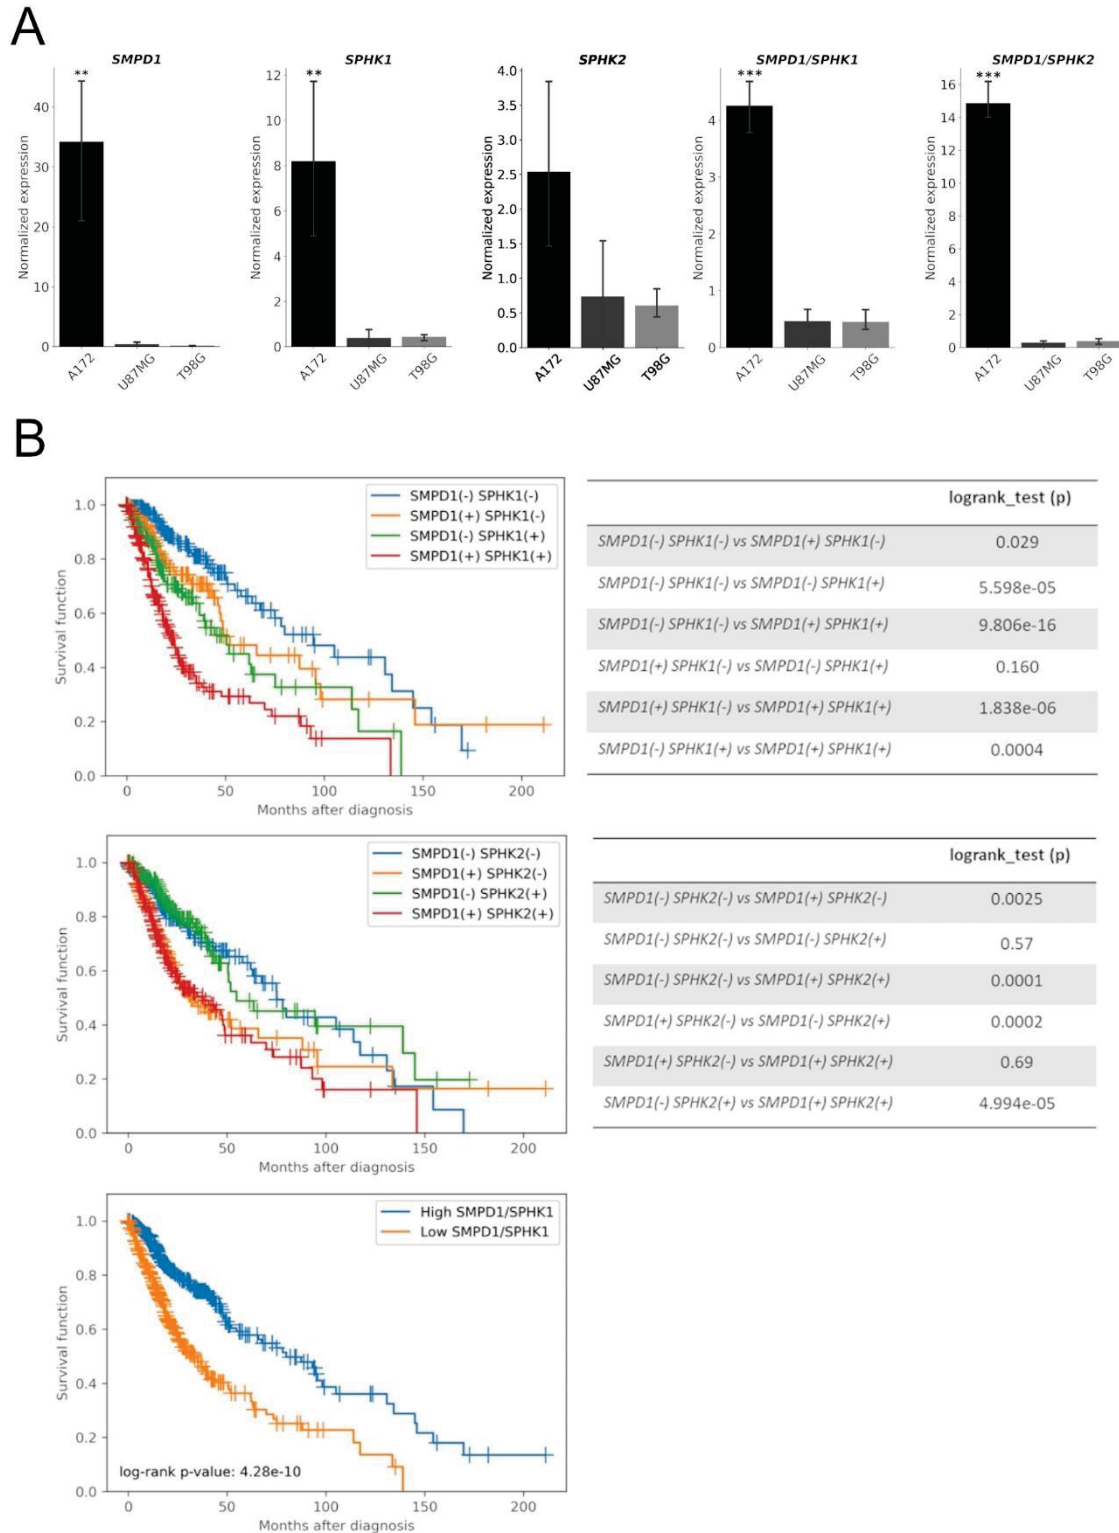 A
SMPD1
**
Normalized expression
40
30
20
10
0
A172
U87MG
T98G
SPHK1
**
Normalized expression
12
10
8
6
4
2
0
A172
U87MG
T98G
SPHK2
Normalized expression
4.0
3.5
3.0
2.5
2.0
1.5
1.0
0.5
0.0
A172
U87MG
T98G
SMPD1/SPHK1
***
Normalized expression
4
3
2
1
0
A172
U87MG
T98G
SMPD1/SPHK2
***
Normalized expression
16
14
12
10
8
6
4
2
0
A172
U87MG
T98G
B
SMPD1(-) SPHK1(-)
SMPD1(+) SPHK1(-)
SMPD1(-) SPHK1(+)
SMPD1(+) SPHK1(+)
Survival function
1.0
0.8
0.6
0.4
0.2
0.0
0 50 100 150 200
Months after diagnosis
logrank_test (p)
SMPD1(-) SPHK1(-) vs SMPD1(+) SPHK1(-) 0.029
SMPD1(-) SPHK1(-) vs SMPD1(-) SPHK1(+) 5.598e-05
SMPD1(-) SPHK1(-) vs SMPD1(+) SPHK1(+) 9.806e-16
SMPD1(+) SPHK1(-) vs SMPD1(-) SPHK1(+) 0.160
SMPD1(+) SPHK1(-) vs SMPD1(+) SPHK1(+) 1.838e-06
SMPD1(-) SPHK1(+) vs SMPD1(+) SPHK1(+) 0.0004
SMPD1(-) SPHK2(-)
SMPD1(+) SPHK2(-)
SMPD1(-) SPHK2(+)
SMPD1(+) SPHK2(+)
Survival function
1.0
0.8
0.6
0.4
0.2
0.0
0 50 100 150 200
Months after diagnosis
logrank_test (p)
SMPD1(-) SPHK2(-) vs SMPD1(+) SPHK2(-) 0.0025
SMPD1(-) SPHK2(-) vs SMPD1(-) SPHK2(+) 0.57
SMPD1(-) SPHK2(-) vs SMPD1(+) SPHK2(+) 0.0001
SMPD1(+) SPHK2(-) vs SMPD1(-) SPHK2(+) 0.0002
SMPD1(+) SPHK2(-) vs SMPD1(+) SPHK2(+) 0.69
SMPD1(-) SPHK2(+) vs SMPD1(+) SPHK2(+) 4.994e-05
High SMPD1/SPHK1
Low SMPD1/SPHK1
Survival function
1.0
0.8
0.6
0.4
0.2
0.0
log-rank p-value: 4.28e-10
0 50 100 150 200
Months after diagnosis